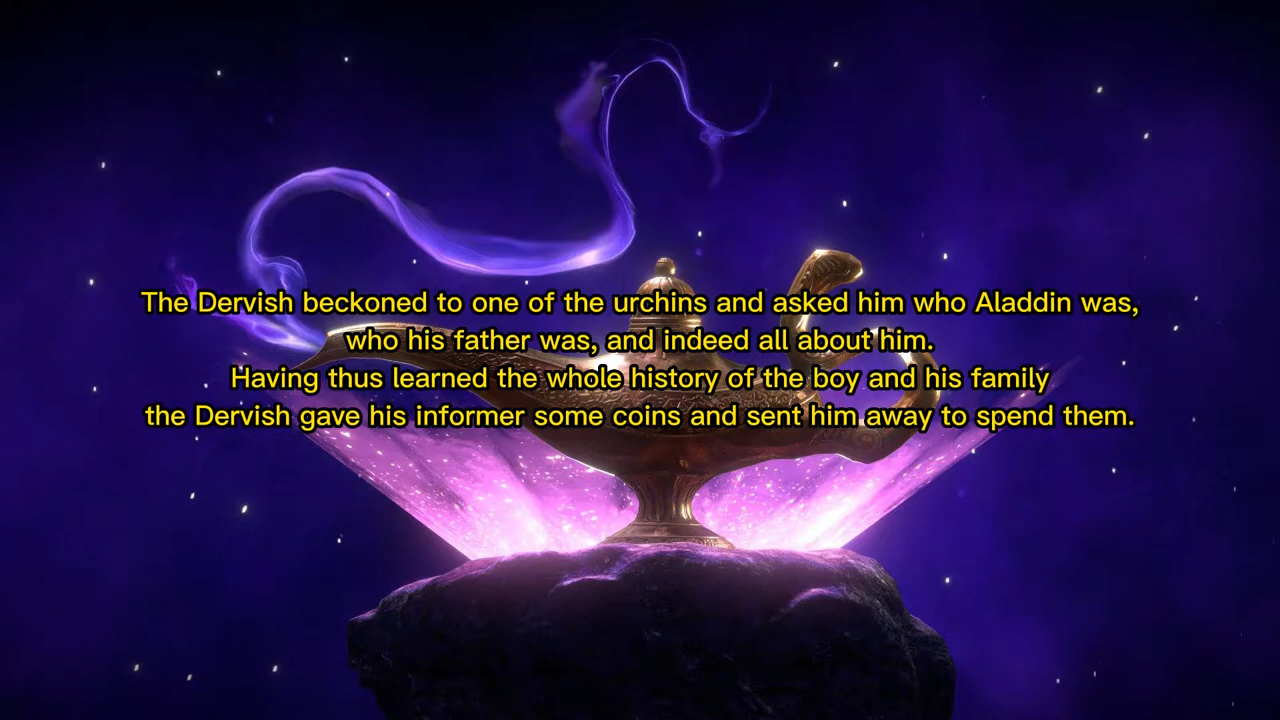 The Dervish beckoned to one of the urchins and asked him who Aladdin was,
who his father was, and indeed all about him.
Having thus learned the whole history of the boy and his family
the Dervish gave his informer some coins and sent him away to spend them.